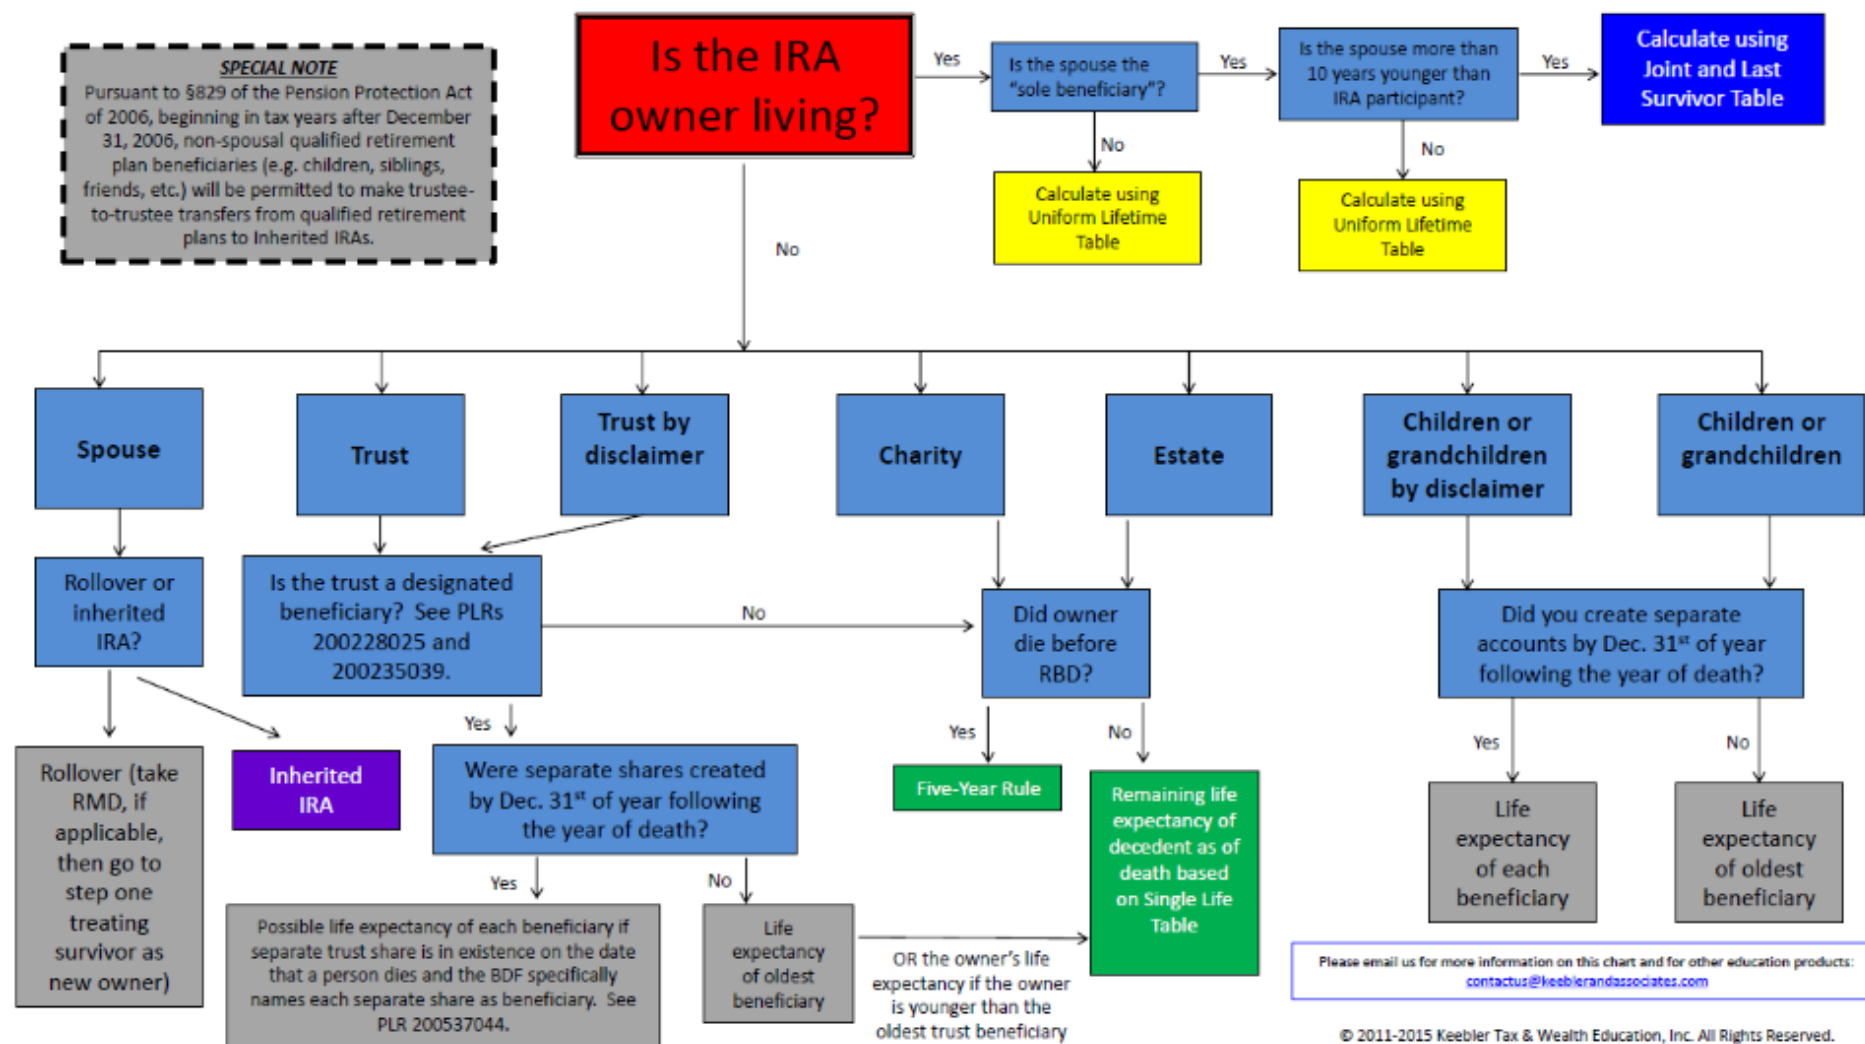 SPECIAL NOTE
Pursuant to §829 of the Pension Protection Act
of 2006, beginning in tax years after December
31, 2006, non-spousal qualified retirement
plan beneficiaries (e.g. children, siblings,
friends, etc.) will be permitted to make trustee-
to-trustee transfers from qualified retirement
plans to Inherited IRAs.
Is the IRA
owner living?
Yes
Is the spouse the
“sole beneficiary”?
Yes
Is the spouse more than
10 years younger than
IRA participant?
Yes
Calculate using
Joint and Last
Survivor Table
No
Calculate using
Uniform Lifetime
Table
No
Calculate using
Uniform Lifetime
Table
No
Spouse
Trust
Trust by
disclaimer
Charity
Estate
Children or
grandchildren
by disclaimer
Children or
grandchildren
Rollover or
inherited
IRA?
Is the trust a designated
beneficiary? See PLRs
200228025 and
200235039.
No
Did owner
die before
RBD?
Did you create separate
accounts by Dec. 31st of year
following the year of death?
Rollover (take
RMD, if
applicable,
then go to
step one
treating
survivor as
new owner)
Inherited
IRA
Yes
Were separate shares created
by Dec. 31st of year following
the year of death?
Yes
Five-Year Rule
No
Remaining life
expectancy of
decedent as of
death based
on Single Life
Table
Yes
Life
expectancy
of each
beneficiary
No
Life
expectancy
of oldest
beneficiary
Yes
Possible life expectancy of each beneficiary if
separate trust share is in existence on the date
that a person dies and the BDF specifically
names each separate share as beneficiary. See
PLR 200537044.
No
Life
expectancy
of oldest
beneficiary
OR the owner’s life
expectancy if the owner
is younger than the
oldest trust beneficiary
Please email us for more information on this chart and for other education products:
contactus@keeblerandassociates.com
© 2011-2015 Keebler Tax & Wealth Education, Inc. All Rights Reserved.